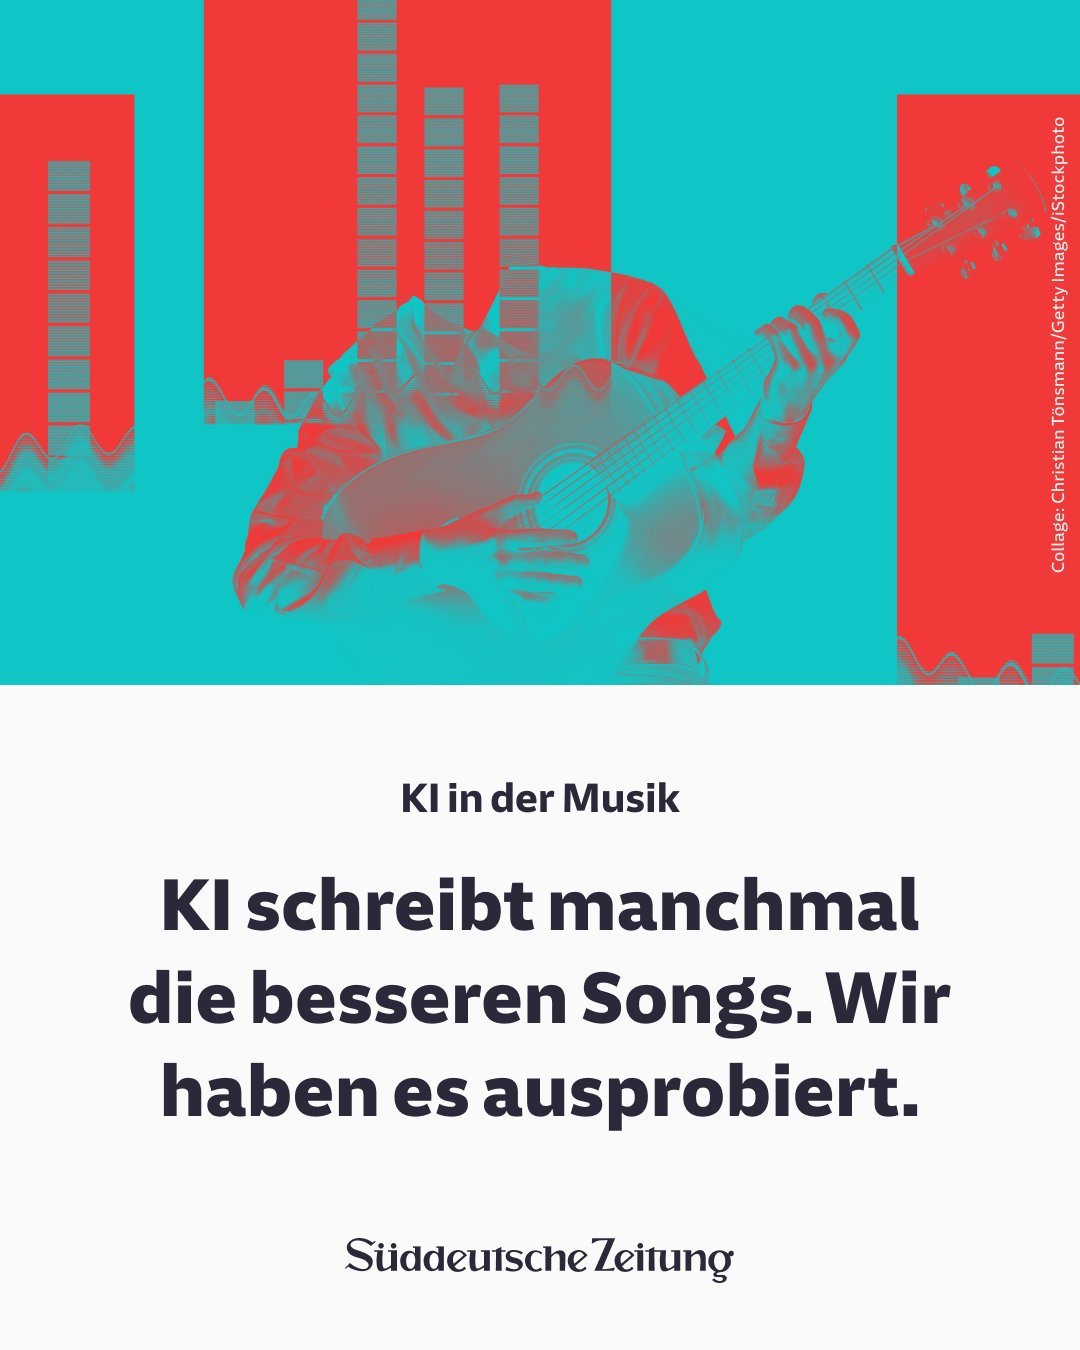 Collage: Christian Tönsmann/Getty Images/iStockphoto
KI in der Musik
KI schreibt manchmal
die besseren Songs. Wir
haben es ausprobiert.
Süddeutsche Zeitung